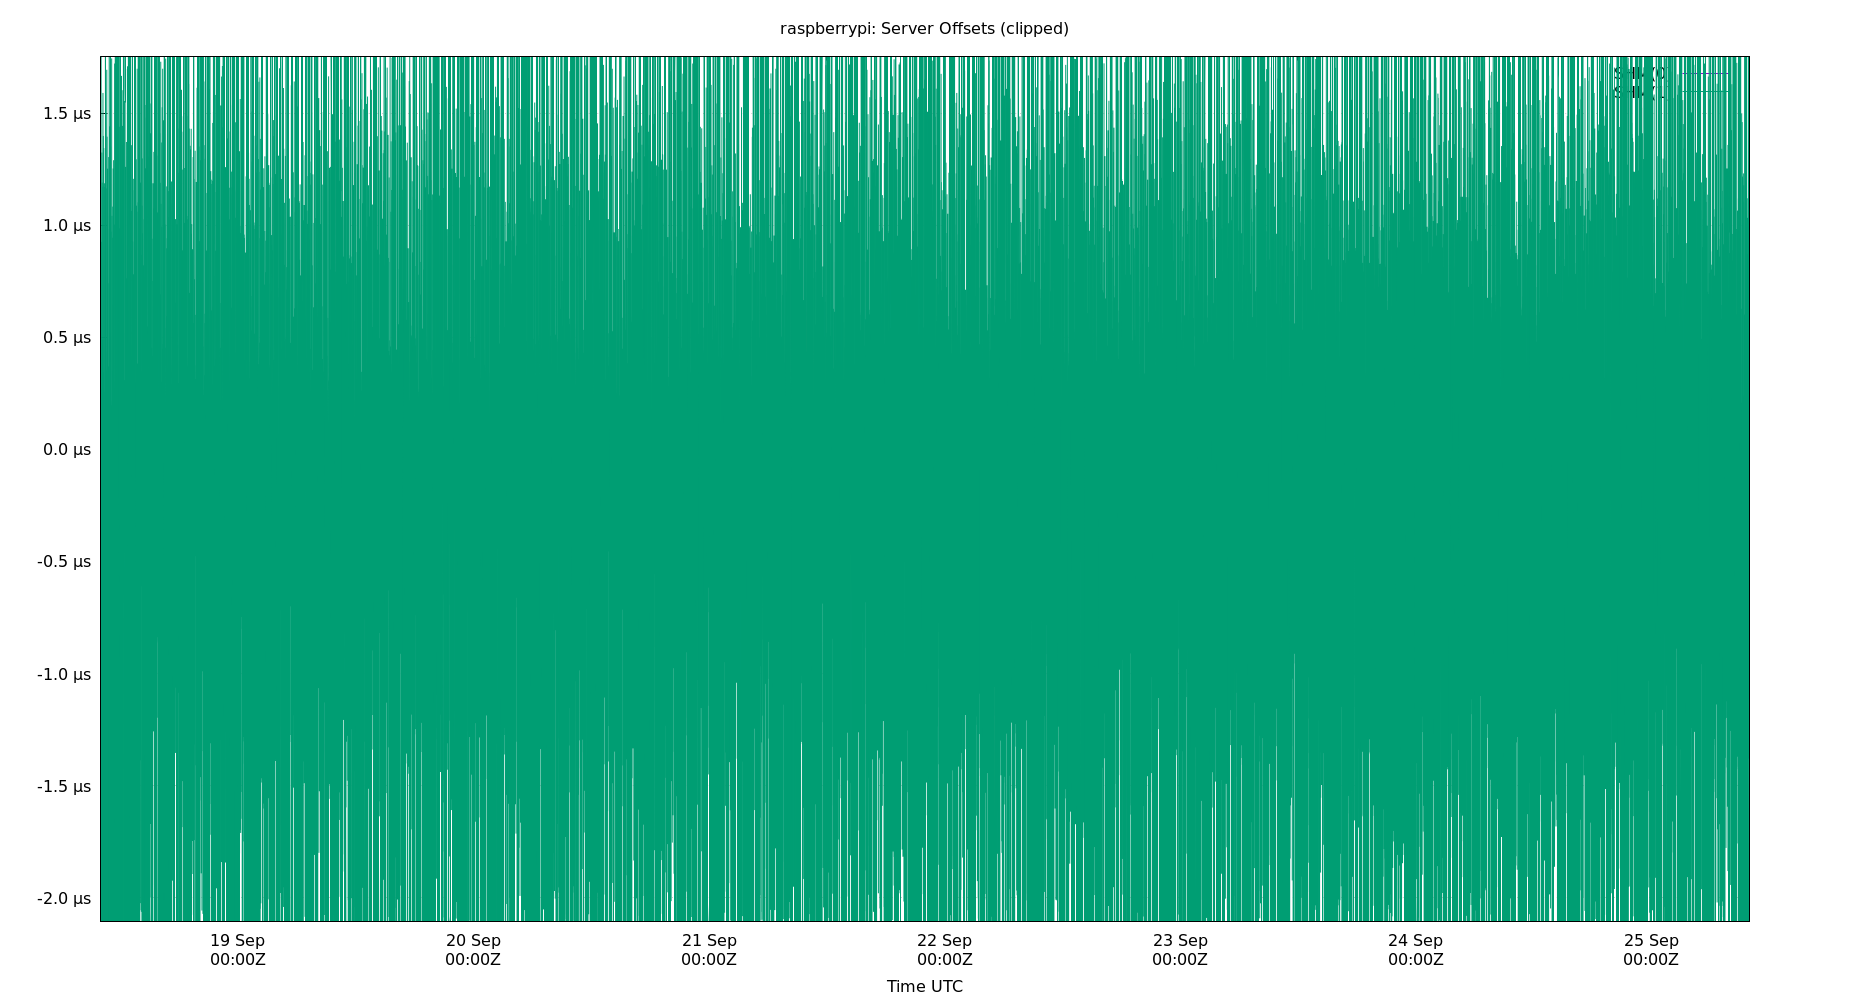 raspberrypi: Server Offsets (clipped)
1.5 µs
1.0 µs
0.5 µs
0.0 µs
-0.5 µs
-1.0 µs
-1.5 µs
-2.0 µs
19 Sep
00:00Z
20 Sep
00:00Z
21 Sep
00:00Z
22 Sep
00:00Z
23 Sep
00:00Z
24 Sep
00:00Z
25 Sep
00:00Z
Time UTC